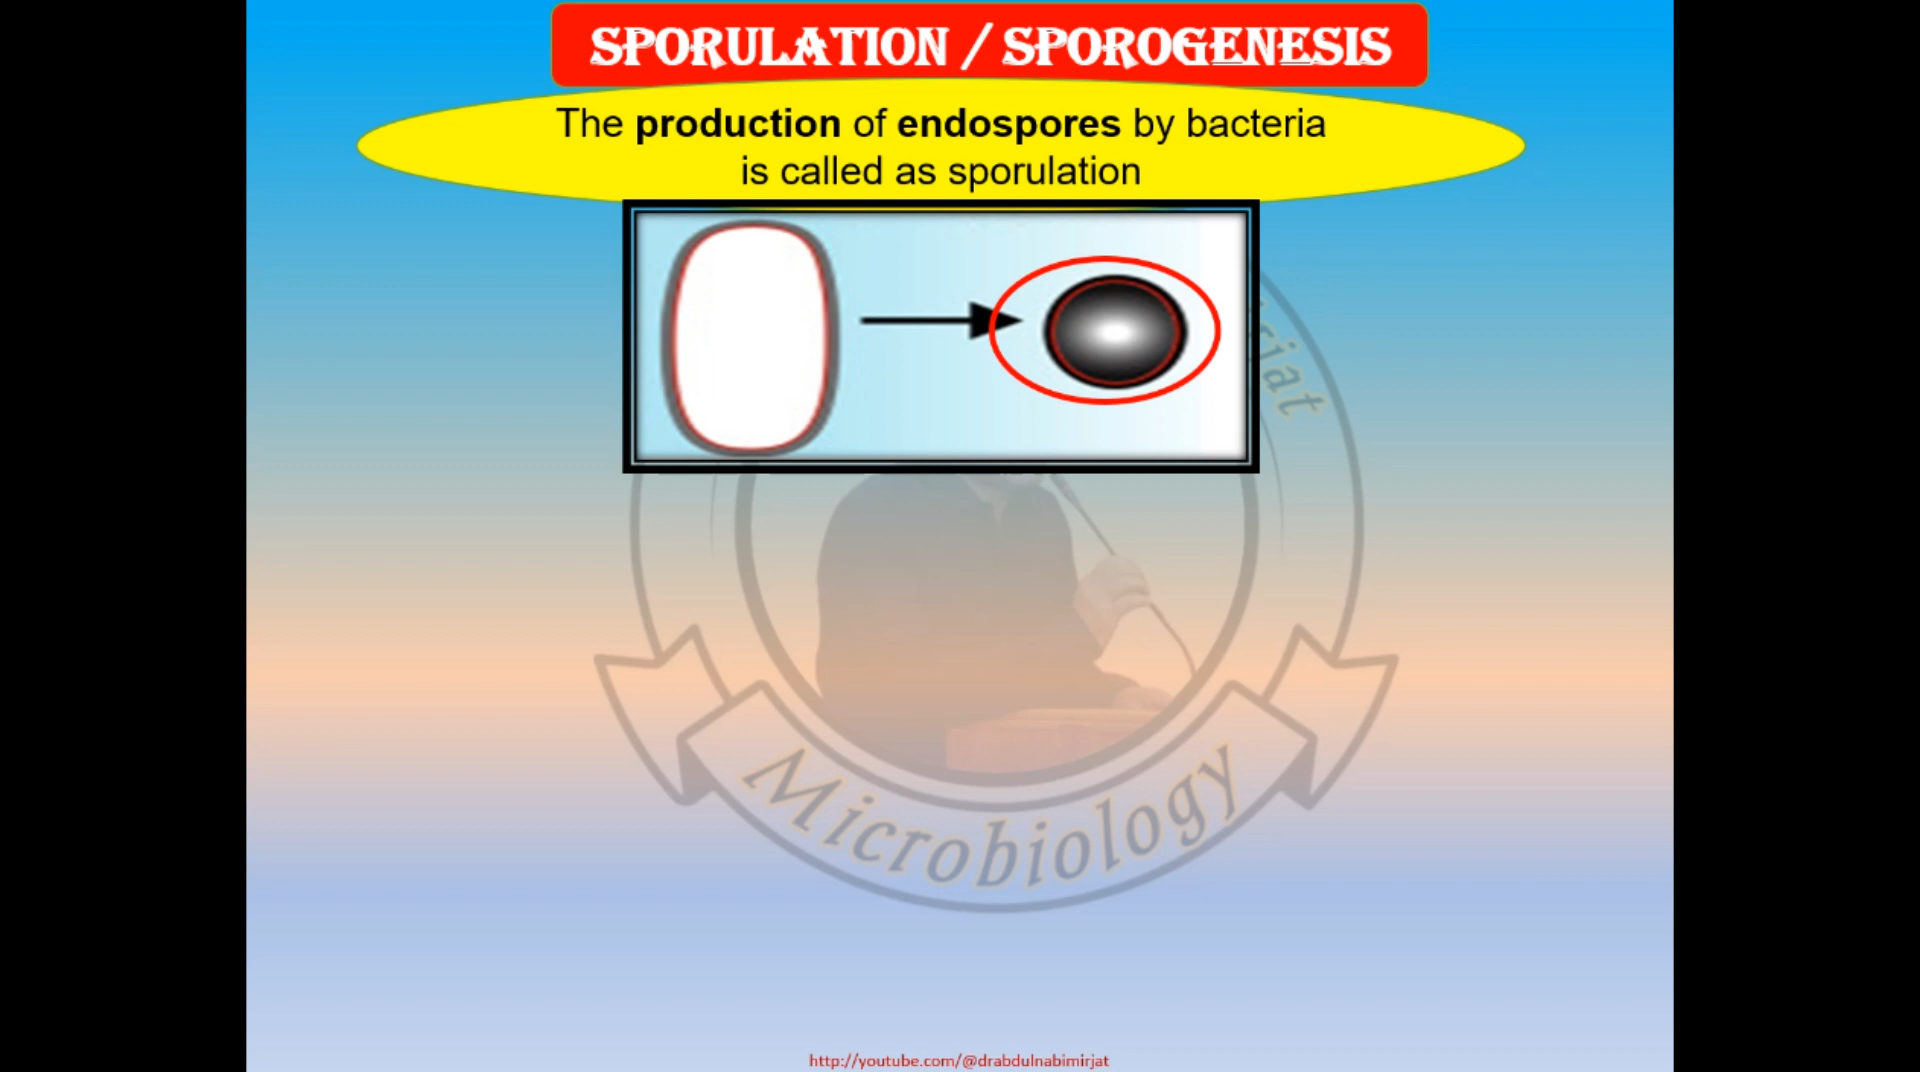 SPORULATION / SPOROGENESIS
The production of endospores by bacteria
is called as sporulation
Microbiology
http://youtube.com/@drabdulnabimirjat